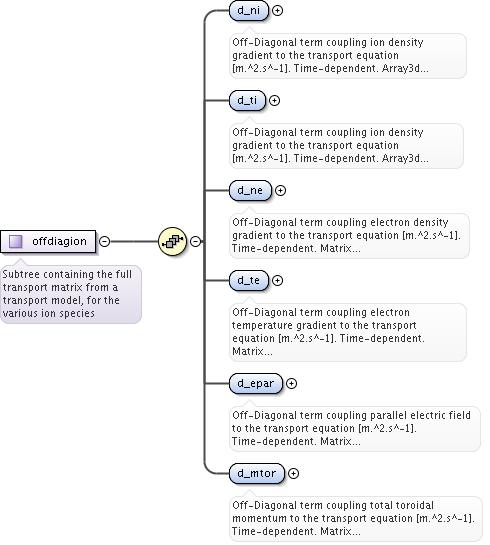 d_ni
Off-Diagonal term coupling ion density
gradient to the transport equation
[m.^2.s^-1]. Time-dependent. Array3d...
d_ti
Off-Diagonal term coupling ion density
gradient to the transport equation
[m.^2.s^-1]. Time-dependent. Array3d...
d_ne
Off-Diagonal term coupling electron density
gradient to the transport equation [m.^2.s^-1].
Time-dependent. Matrix...
offdiagion
Subtree containing the full
transport matrix from a
transport model, for the
various ion species
d_te
Off-Diagonal term coupling electron
temperature gradient to the transport
equation [m.^2.s^-1]. Time-dependent.
Matrix...
d_epar
Off-Diagonal term coupling parallel electric field
to the transport equation [m.^2.s^-1].
Time-dependent. Matrix...
d_mtor
Off-Diagonal term coupling total toroidal
momentum to the transport equation [m.^2.s^-1].
Time-dependent. Matrix...